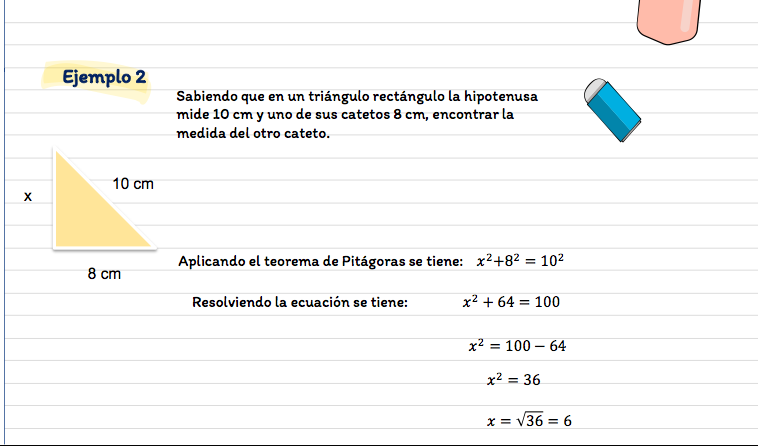 Ejemplo 2
Sabiendo que en un triángulo rectángulo la hipotenusa
mide 10 cm y uno de sus catetos 8 cm, encontrar la
medida del otro cateto.
10 cm
x
8 cm
Aplicando el teorema de Pitágoras se tiene: x²+8² = 10²
Resolviendo la ecuación se tiene: x² + 64 = 100
x² = 100 − 64
x² = 36
x = √36 = 6